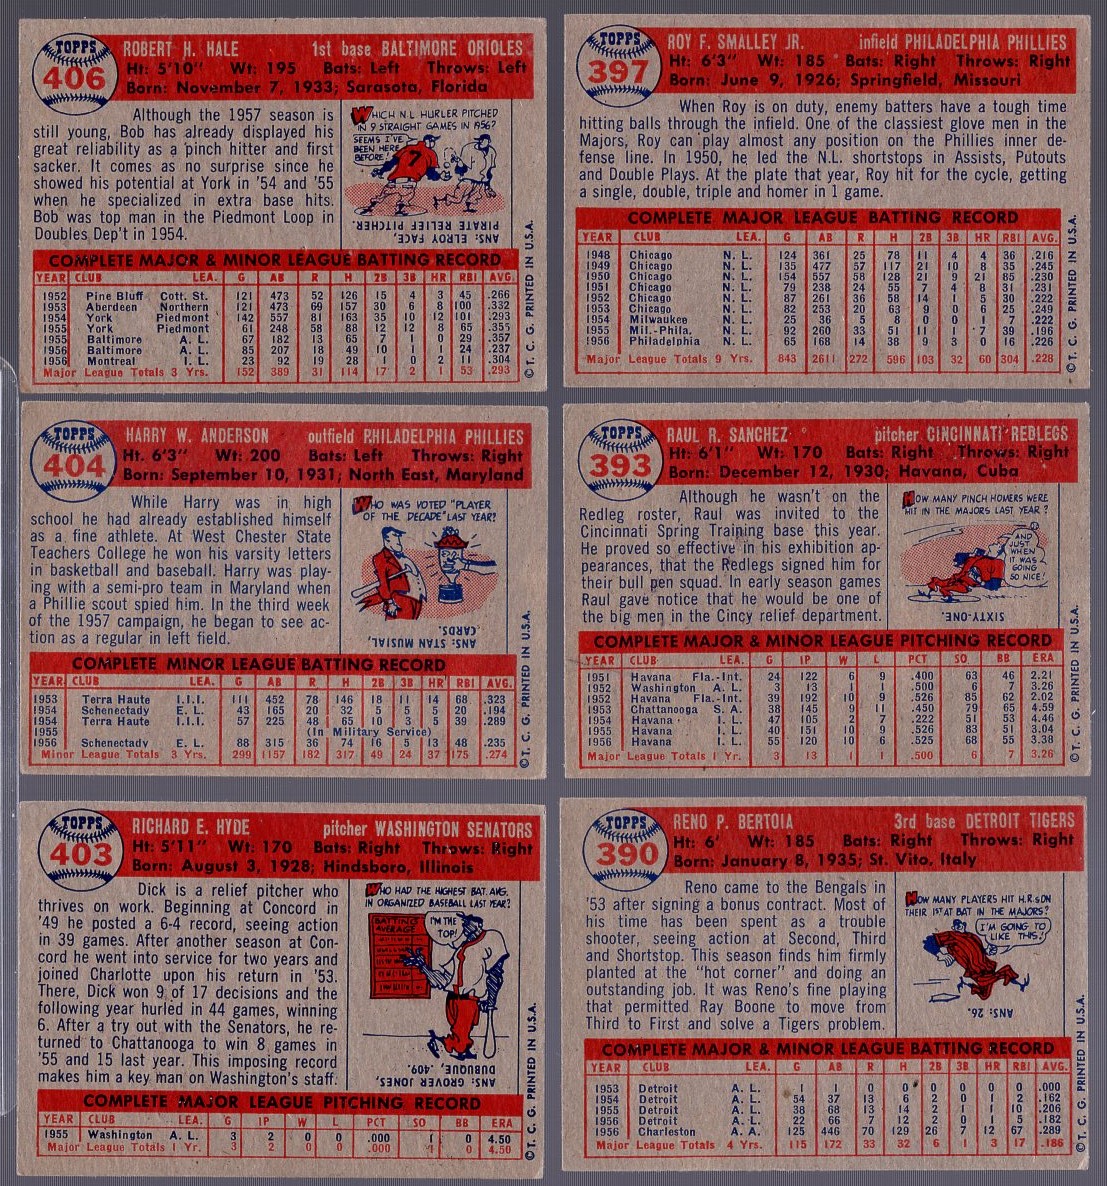 TOPPS
406
ROBERT H. HALE 1st base BALTIMORE ORIOLES
Ht: 5'10" Wt: 195 Bats: Left Throws: Left
Born: November 7, 1933; Sarasota, Florida
Although the 1957 season is
still young, Bob has already displayed his
great reliability as a pinch hitter and first
sacker. It comes as no surprise since he
showed his potential at York in '54 and '55
when he specialized in extra base hits.
Bob was top man in the Piedmont Loop in
Doubles Dep't in 1954.
WHICH N.L. HURLER PITCHED
IN 9 STRAIGHT GAMES IN 1956?
SEEMS I'VE
BEEN HERE
BEFORE!
7
ANS: ELROY FACE,
PIRATE RELIEF PITCHER.
COMPLETE MAJOR & MINOR LEAGUE BATTING RECORD
YEAR CLUB LEA. G AB R H 2B 3B HR RBI AVG.
1952 Pine Bluff Cott. St. 121 473 52 126 15 4 3 45 .266
1953 Aberdeen Northern 121 473 69 157 30 6 8 100 .332
1954 York Piedmont 142 557 81 163 35 10 12 101 .293
1955 York Piedmont 61 248 58 88 12 12 8 65 .355
1955 Baltimore A. L. 67 182 13 65 7 1 0 29 .357
1956 Baltimore A. L. 85 207 18 49 10 1 1 24 .237
1956 Montreal I. L. 23 92 19 28 1 0 2 11 .304
Major League Totals 3 Yrs. 152 389 31 114 17 2 1 53 .293
© T. C. G. PRINTED IN U.S.A.
TOPPS
397
ROY F. SMALLEY JR. infield PHILADELPHIA PHILLIES
Ht: 6'3" Wt: 185 Bats: Right Throws: Right
Born: June 9, 1926; Springfield, Missouri
When Roy is on duty, enemy batters have a tough time
hitting balls through the infield. One of the classiest glove men in the
Majors, Roy can play almost any position on the Phillies inner de-
fense line. In 1950, he led the N.L. shortstops in Assists, Putouts
and Double Plays. At the plate that year, Roy hit for the cycle, getting
a single, double, triple and homer in 1 game.
COMPLETE MAJOR LEAGUE BATTING RECORD
YEAR CLUB LEA. G AB R H 2B 3B HR RBI AVG.
1948 Chicago N. L. 124 361 25 78 11 4 4 36 .216
1949 Chicago N. L. 135 477 57 117 21 10 8 35 .245
1950 Chicago N. L. 154 557 58 128 21 9 21 85 .230
1951 Chicago N. L. 79 238 24 55 7 4 8 31 .231
1952 Chicago N. L. 87 261 36 58 14 1 5 30 .222
1953 Chicago N. L. 82 253 20 63 9 0 6 25 .249
1954 Milwaukee N. L. 25 36 5 8 0 0 1 7 .222
1955 Mil.-Phila. N. L. 92 260 33 51 11 1 7 39 .196
1956 Philadelphia N. L. 65 168 14 38 9 3 0 16 .226
Major League Totals 9 Yrs. 843 2611 272 596 103 32 60 304 .228
© T. C. G. PRINTED IN U.S.A.
TOPPS
404
HARRY W. ANDERSON outfield PHILADELPHIA PHILLIES
Ht. 6'3" Wt: 200 Bats: Left Throws: Right
Born: September 10, 1931; North East, Maryland
While Harry was in high
school he had already established himself
as a fine athlete. At West Chester State
Teachers College he won his varsity letters
in basketball and baseball. Harry was play-
ing with a semi-pro team in Maryland when
a Phillie scout spied him. In the third week
of the 1957 campaign, he began to see ac-
tion as a regular in left field.
WHO WAS VOTED "PLAYER
OF THE DECADE" LAST YEAR?
ANS: STAN MUSIAL,
CARDS.
COMPLETE MINOR LEAGUE BATTING RECORD
YEAR CLUB LEA. G AB R H 2B 3B HR RBI AVG.
1953 Terra Haute I.I.I. 111 452 78 146 18 11 14 68 .323
1954 Schenectady E. L. 43 165 20 32 5 5 5 20 .194
1954 Terra Haute I.I.I. 57 225 48 65 10 3 5 39 .289
1955 (In Military Service)
1956 Schenectady E. L. 88 315 36 74 16 5 13 48 .235
Minor League Totals 3 Yrs. 299 1157 182 317 49 24 37 175 .274
© T. C. G. PRINTED IN U.S.A.
TOPPS
393
RAUL R. SANCHEZ pitcher CINCINNATI REBLEGS
Ht: 6'1" Wt: 170 Bats: Right Throws: Right
Born: December 12, 1930; Havana, Cuba
Although he wasn't on the
Redleg roster, Raul was invited to the
Cincinnati Spring Training base this year.
He proved so effective in his exhibition ap-
pearances, that the Redlegs signed him for
their bull pen squad. In early season games
Raul gave notice that he would be one of
the big men in the Cincy relief department.
HOW MANY PINCH HOMERS WERE
HIT IN THE MAJORS LAST YEAR?
AND
JUST
WHEN
IT WAS
GOING
SO NICE!
SIXTY-ONE.
COMPLETE MAJOR & MINOR LEAGUE PITCHING RECORD
YEAR CLUB LEA. G IP W L PCT SO. BB ERA
1951 Havana Fla.-Int. 24 122 6 9 .400 63 46 2.21
1952 Washington A. L. 3 13 1 1 .500 6 7 3.26
1952 Havana Fla.-Int. 39 192 10 9 .526 85 62 2.02
1953 Chattanooga S. A. 38 145 9 11 .450 79 65 4.59
1954 Havana I. L. 47 105 2 7 .222 51 53 4.46
1955 Havana I. L. 40 151 10 9 .526 83 51 3.04
1956 Havana I. L. 55 120 10 6 .525 68 55 3.38
Major League Totals 1 Yr. 3 13 1 1 .500 6 7 3.26
© T. C. G. PRINTED IN U.S.A.
TOPPS
403
RICHARD E. HYDE pitcher WASHINGTON SENATORS
Ht: 5'11" Wt: 170 Bats: Right Throws: Right
Born: August 3, 1928; Hindsboro, Illinois
Dick is a relief pitcher who
thrives on work. Beginning at Concord in
'49 he posted a 6-4 record, seeing action
in 39 games. After another season at Con-
cord he went into service for two years and
joined Charlotte upon his return in '53.
There, Dick won 9 of 17 decisions and the
following year hurled in 44 games, winning
6. After a try out with the Senators, he re-
turned to Chattanooga to win 8 games in
'55 and 15 last year. This imposing record
makes him a key man on Washington's staff.
WHO HAD THE HIGHEST BAT. AVG.
IN ORGANIZED BASEBALL LAST YEAR?
BATTING
AVERAGE
I'M THE
TOP!
ANS: GROVER JONES,
DUBUQUE, .409.
COMPLETE MAJOR LEAGUE PITCHING RECORD
YEAR CLUB LEA. G IP W L PCT SO BB ERA
1955 Washington A. L. 3 2 0 0 .000 1 0 4.50
Major League Totals 1 Yr. 3 2 0 0 .000 1 0 4.50
© T. C. G. PRINTED IN U.S.A.
TOPPS
390
RENO P. BERTOIA 3rd base DETROIT TIGERS
Ht: 6' Wt: 185 Bats: Right Throws: Right
Born: January 8, 1935; St. Vito, Italy
Reno came to the Bengals in
'53 after signing a bonus contract. Most of
his time has been spent as a trouble
shooter, seeing action at Second, Third
and Shortstop. This season finds him firmly
planted at the "hot corner" and doing an
outstanding job. It was Reno's fine playing
that permitted Ray Boone to move from
Third to First and solve a Tigers problem.
HOW MANY PLAYERS HIT H.R.S ON
THEIR 1ST AT BAT IN THE MAJORS?
I'M GOING TO
LIKE THIS!
ANS: 26.
COMPLETE MAJOR & MINOR LEAGUE BATTING RECORD
YEAR CLUB LEA. G AB R H 2B 3B HR RBI AVG.
1953 Detroit A. L. 1 1 0 0 0 0 0 0 .000
1954 Detroit A. L. 54 37 13 6 2 0 1 2 .162
1955 Detroit A. L. 38 68 13 14 2 1 1 10 .206
1956 Detroit A. L. 22 66 7 12 2 0 1 5 .182
1956 Charleston A. A. 125 446 70 129 26 7 12 67 .289
Major League Totals 4 Yrs. 115 172 33 32 6 1 3 17 .186
© T. C. G. PRINTED IN U.S.A.